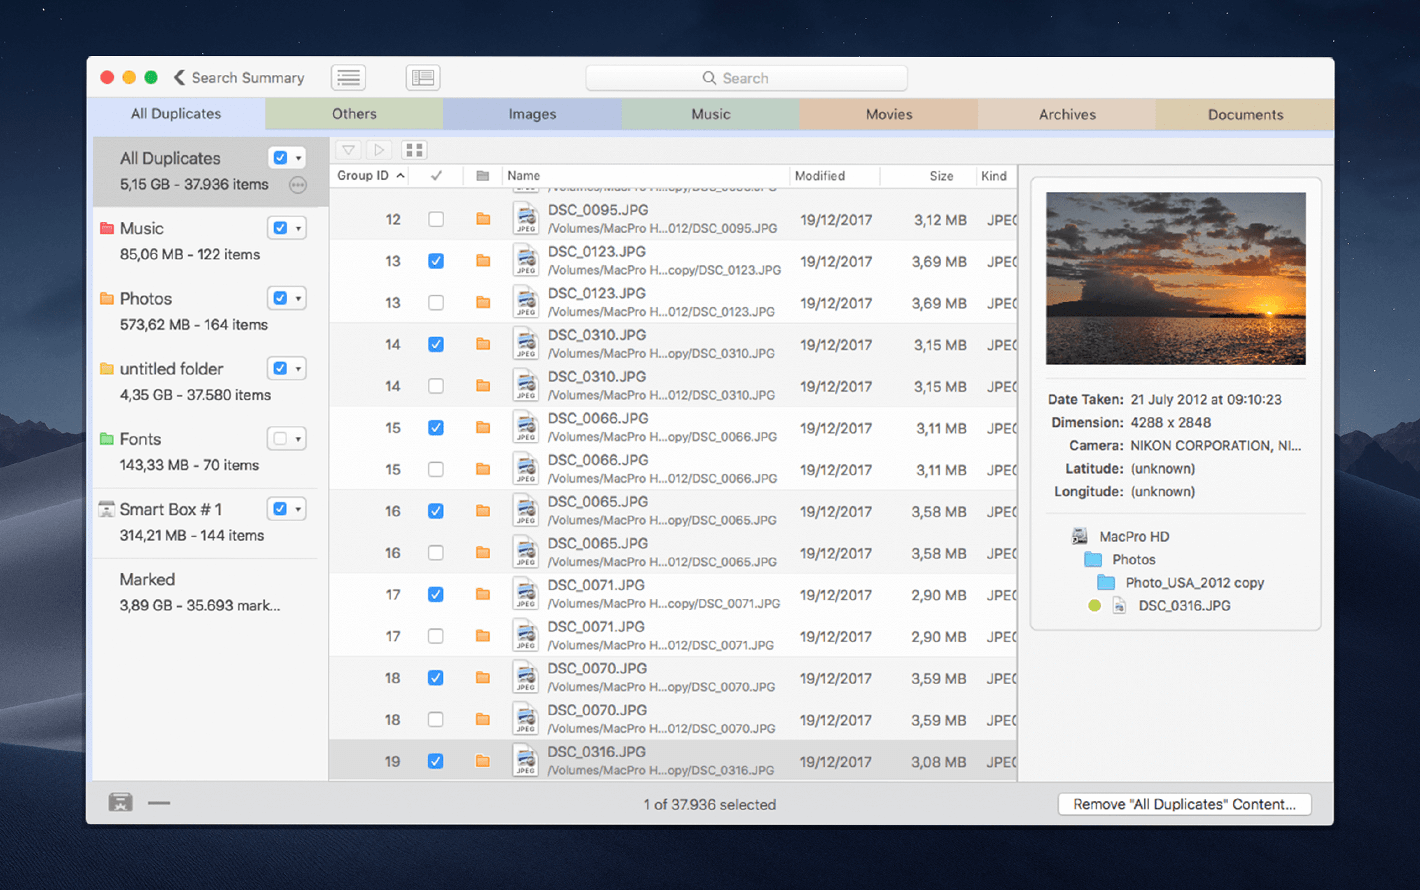 Search Summary
Search
All Duplicates
Others
Images
Music
Movies
Archives
Documents
All Duplicates
5,15 GB - 37.936 items
Music
85,06 MB - 122 items
Photos
573,62 MB - 164 items
untitled folder
4,35 GB - 37.580 items
Fonts
143,33 MB - 70 items
Smart Box # 1
314,21 MB - 144 items
Marked
3,89 GB - 35.693 mark...
Group ID Name Modified Size Kind
12 DSC_0095.JPG 19/12/2017 3,12 MB JPEG
/Volumes/MacPro H...012/DSC_0095.JPG
13 DSC_0123.JPG 19/12/2017 3,69 MB JPEG
/Volumes/MacPro H...copy/DSC_0123.JPG
13 DSC_0123.JPG 19/12/2017 3,69 MB JPEG
/Volumes/MacPro H...012/DSC_0123.JPG
14 DSC_0310.JPG 19/12/2017 3,15 MB JPEG
/Volumes/MacPro H...opy/DSC_0310.JPG
14 DSC_0310.JPG 19/12/2017 3,15 MB JPEG
/Volumes/MacPro H...012/DSC_0310.JPG
15 DSC_0066.JPG 19/12/2017 3,11 MB JPEG
/Volumes/MacPro H...opy/DSC_0066.JPG
15 DSC_0066.JPG 19/12/2017 3,11 MB JPEG
/Volumes/MacPro H...012/DSC_0066.JPG
16 DSC_0065.JPG 19/12/2017 3,58 MB JPEG
/Volumes/MacPro H...opy/DSC_0065.JPG
16 DSC_0065.JPG 19/12/2017 3,58 MB JPEG
/Volumes/MacPro H...012/DSC_0065.JPG
17 DSC_0071.JPG 19/12/2017 2,90 MB JPEG
/Volumes/MacPro H...copy/DSC_0071.JPG
17 DSC_0071.JPG 19/12/2017 2,90 MB JPEG
/Volumes/MacPro H...012/DSC_0071.JPG
18 DSC_0070.JPG 19/12/2017 3,59 MB JPEG
/Volumes/MacPro H...opy/DSC_0070.JPG
18 DSC_0070.JPG 19/12/2017 3,59 MB JPEG
/Volumes/MacPro H...012/DSC_0070.JPG
19 DSC_0316.JPG 19/12/2017 3,08 MB JPEG
/Volumes/MacPro H...opy/DSC_0316.JPG
Date Taken: 21 July 2012 at 09:10:23
Dimension: 4288 x 2848
Camera: NIKON CORPORATION, NI...
Latitude: (unknown)
Longitude: (unknown)
MacPro HD
Photos
Photo_USA_2012 copy
DSC_0316.JPG
1 of 37.936 selected
Remove "All Duplicates" Content...